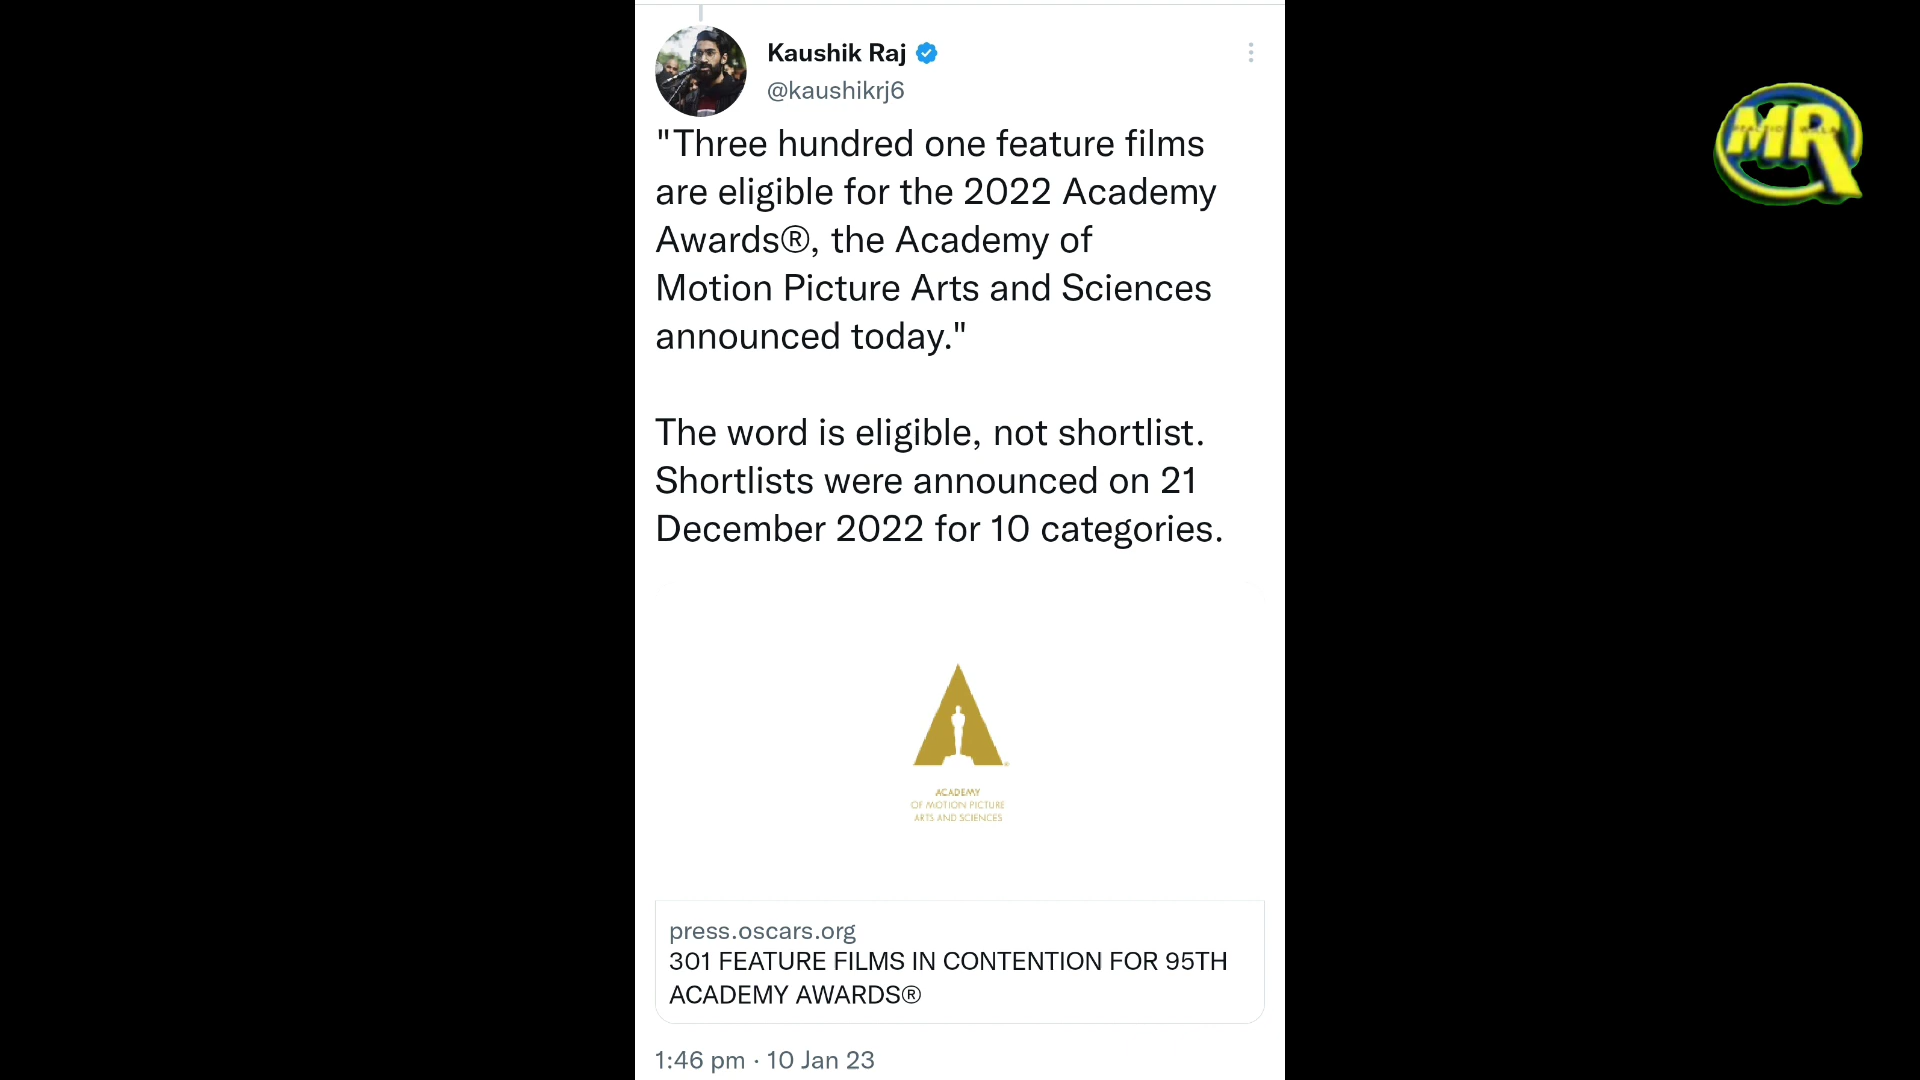 Kaushik Raj
@kaushikrj6
"Three hundred one feature films
are eligible for the 2022 Academy
Awards®, the Academy of
Motion Picture Arts and Sciences
announced today."
The word is eligible, not shortlist.
Shortlists were announced on 21
December 2022 for 10 categories.
ACADEMY
OF MOTION PICTURE
ARTS AND SCIENCES
press.oscars.org
301 FEATURE FILMS IN CONTENTION FOR 95TH
ACADEMY AWARDS®
1:46 pm · 10 Jan 23
MR
REACTION WALA